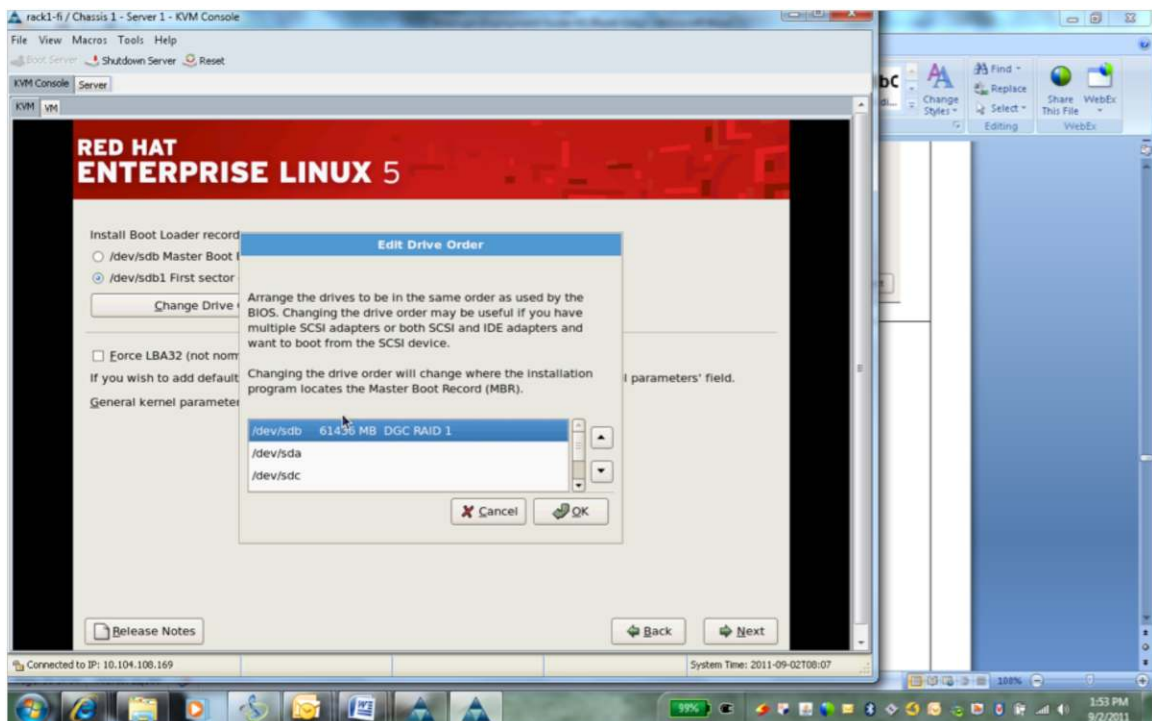 rack1-fi / Chassis 1 - Server 1 - KVM Console
File View Macros Tools Help
Boot Server Shutdown Server Reset
KVM Console Server
KVM VM
RED HAT
ENTERPRISE LINUX 5
Install Boot Loader record
/dev/sdb Master Boot
/dev/sdb1 First sector
Change Drive
Force LBA32 (not norm
If you wish to add default
l parameters' field.
General kernel parameter
Edit Drive Order
Arrange the drives to be in the same order as used by the
BIOS. Changing the drive order may be useful if you have
multiple SCSI adapters or both SCSI and IDE adapters and
want to boot from the SCSI device.
Changing the drive order will change where the installation
program locates the Master Boot Record (MBR).
/dev/sdb 61436 MB DGC RAID 1
/dev/sda
/dev/sdc
Cancel OK
Release Notes
Back Next
Connected to IP: 10.104.108.169
System Time: 2011-09-02T08:07
Change
Styles
Find
Replace
Select
Editing
Share
This File
WebEx
WebEx
108%
99%
1:53 PM
9/2/2011